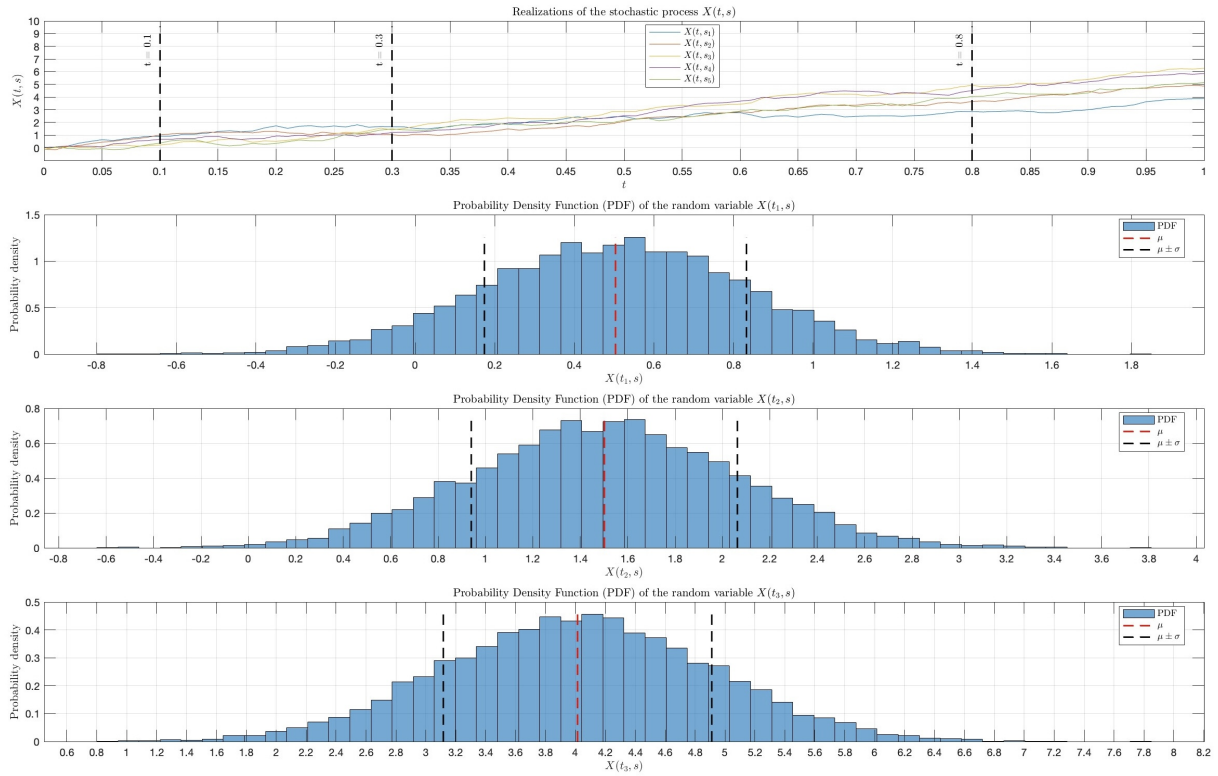 Realizations of the stochastic process X(t, s)
10
9
8
7
6
5
4
3
2
1
0
X(t, s)
t = 0.1
t = 0.3
t = 0.8
X(t, s₁)
X(t, s₂)
X(t, s₃)
X(t, s₄)
X(t, s₅)
0 0.05 0.1 0.15 0.2 0.25 0.3 0.35 0.4 0.45 0.5 0.55 0.6 0.65 0.7 0.75 0.8 0.85 0.9 0.95 1
t
Probability Density Function (PDF) of the random variable X(t₁, s)
1.5
1
0.5
0
Probability density
PDF
μ
μ ± σ
-0.8 -0.6 -0.4 -0.2 0 0.2 0.4 0.6 0.8 1 1.2 1.4 1.6 1.8
X(t₁, s)
Probability Density Function (PDF) of the random variable X(t₂, s)
0.8
0.6
0.4
0.2
0
Probability density
PDF
μ
μ ± σ
-0.8 -0.6 -0.4 -0.2 0 0.2 0.4 0.6 0.8 1 1.2 1.4 1.6 1.8 2 2.2 2.4 2.6 2.8 3 3.2 3.4 3.6 3.8 4
X(t₂, s)
Probability Density Function (PDF) of the random variable X(t₃, s)
0.5
0.4
0.3
0.2
0.1
0
Probability density
PDF
μ
μ ± σ
0.6 0.8 1 1.2 1.4 1.6 1.8 2 2.2 2.4 2.6 2.8 3 3.2 3.4 3.6 3.8 4 4.2 4.4 4.6 4.8 5 5.2 5.4 5.6 5.8 6 6.2 6.4 6.6 6.8 7 7.2 7.4 7.6 7.8 8 8.2
X(t₃, s)